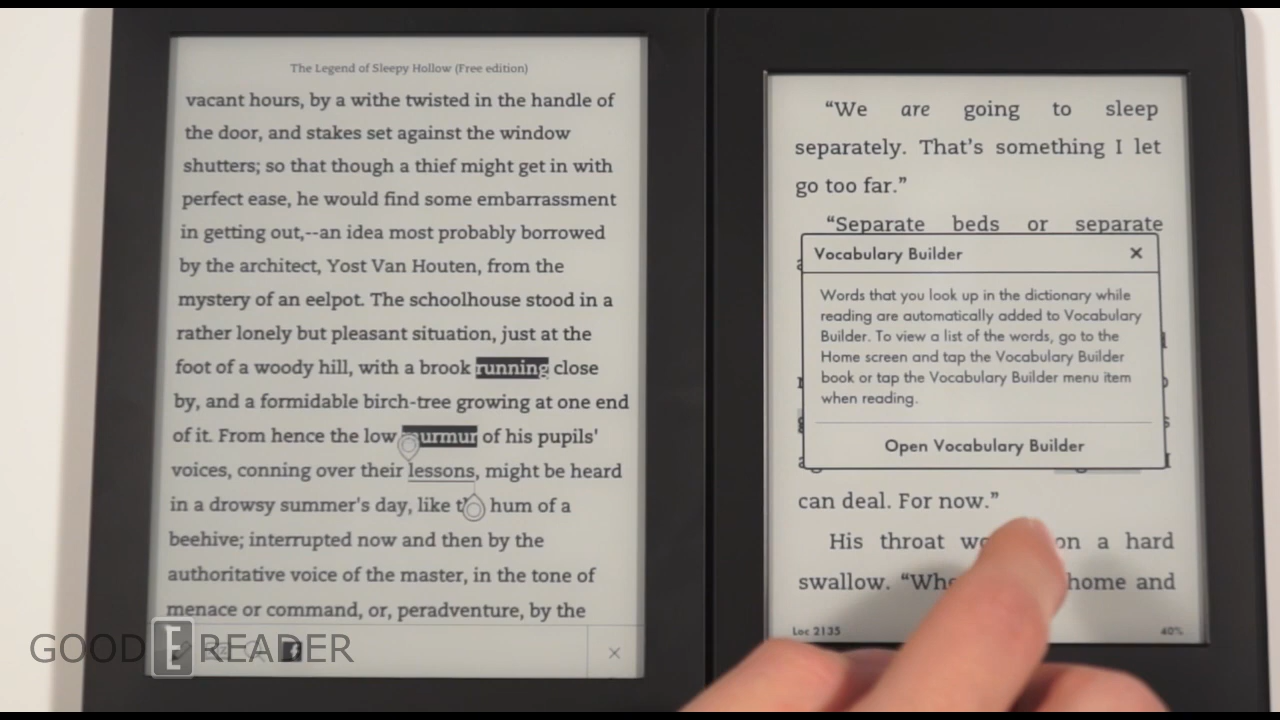 The Legend of Sleepy Hollow (Free edition)
vacant hours, by a withe twisted in the handle of
the door, and stakes set against the window
shutters; so that though a thief might get in with
perfect ease, he would find some embarrassment
in getting out,--an idea most probably borrowed
by the architect, Yost Van Houten, from the
mystery of an eelpot. The schoolhouse stood in a
rather lonely but pleasant situation, just at the
foot of a woody hill, with a brook running close
by, and a formidable birch-tree growing at one end
of it. From hence the low murmur of his pupils'
voices, conning over their lessons, might be heard
in a drowsy summer's day, like the hum of a
beehive; interrupted now and then by the
authoritative voice of the master, in the tone of
menace or command, or, peradventure, by the
GOOD E READER
“We are going to sleep
separately. That’s something I let
go too far.”
“Separate beds or separate
Vocabulary Builder
Words that you look up in the dictionary while
reading are automatically added to Vocabulary
Builder. To view a list of the words, go to the
Home screen and tap the Vocabulary Builder
book or tap the Vocabulary Builder menu item
when reading.
Open Vocabulary Builder
I
can deal. For now.”
His throat on a hard
swallow. home and
Loc 2135
40%